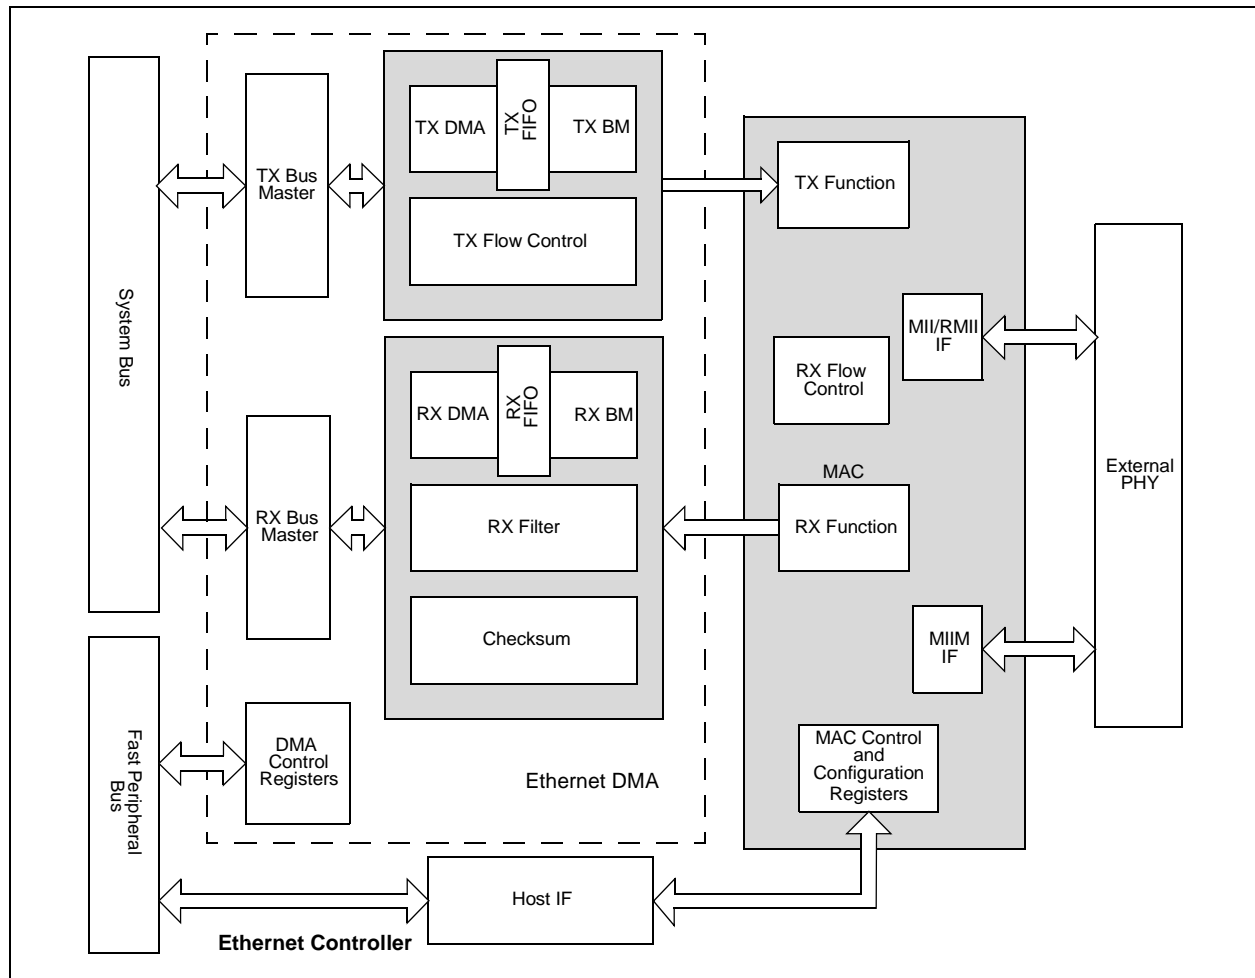 System Bus
Fast Peripheral
Bus
TX Bus
Master
TX DMA
TX
FIFO
TX BM
TX Flow Control
RX Bus
Master
RX DMA
RX
FIFO
RX BM
RX Filter
Checksum
DMA
Control
Registers
Ethernet DMA
TX Function
MII/RMII
IF
RX Flow
Control
MAC
RX Function
MIIM
IF
MAC Control
and
Configuration
Registers
External
PHY
Host IF
Ethernet Controller